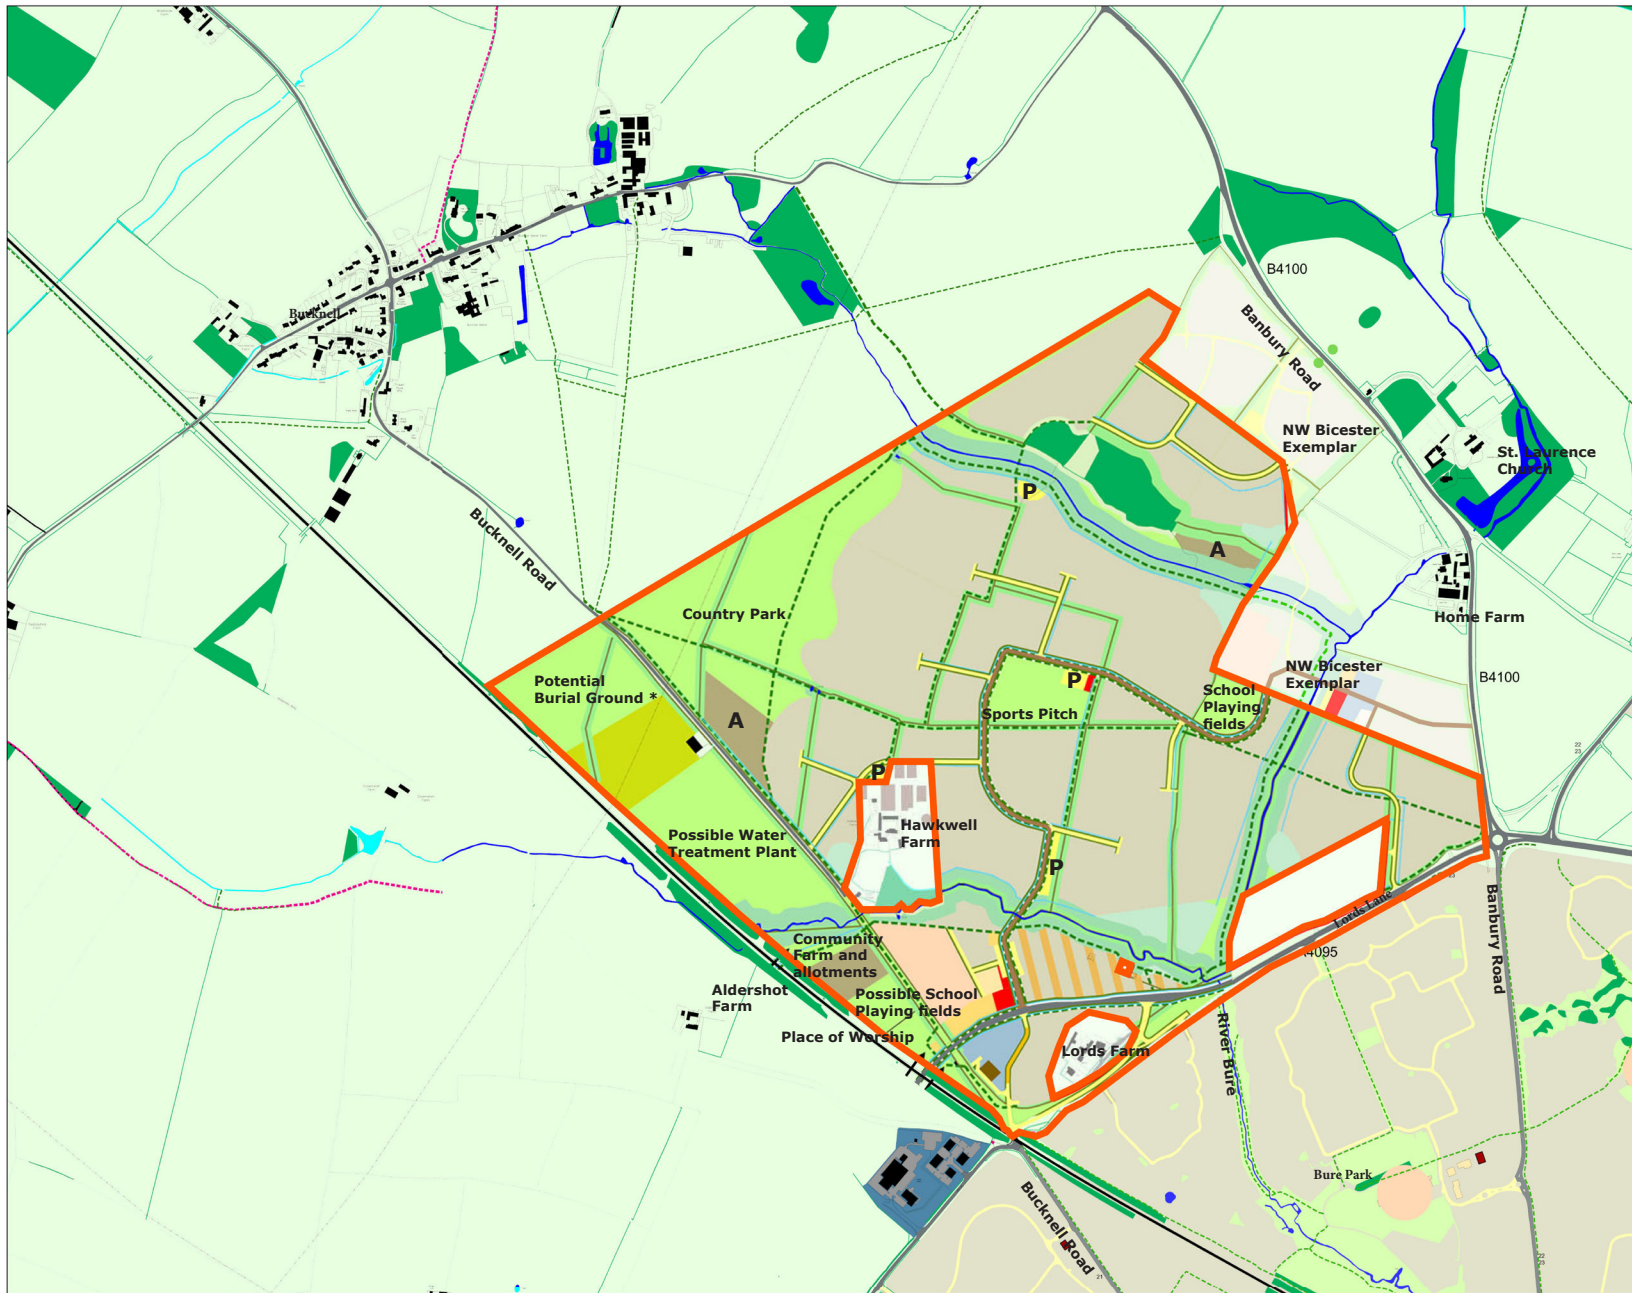 B4100
Banbury Road
Bucknell
NW Bicester
Exemplar
St. Laurence
Church
P
Bucknell Road
A
Country Park
Home Farm
Potential
Burial Ground *
NW Bicester
Exemplar
B4100
P
School
Playing
fields
A
Sports Pitch
P
Hawkwell
Farm
Possible Water
Treatment Plant
P
Lords Lane
Banbury Road
Community
Farm and
allotments
4095
Aldershot
Farm
Possible School
Playing fields
Place of Worship
Lords Farm
River Bure
Bure Park
Bucknell Road
22
23
21